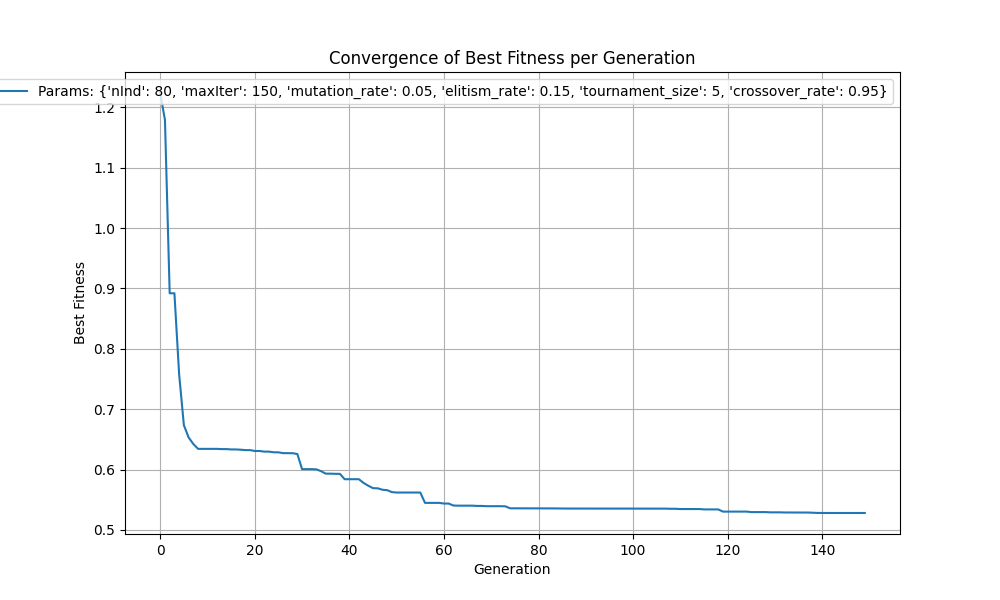 Convergence of Best Fitness per Generation
Params: {'nInd': 80, 'maxIter': 150, 'mutation_rate': 0.05, 'elitism_rate': 0.15, 'tournament_size': 5, 'crossover_rate': 0.95}
1.2
1.1
1.0
0.9
0.8
0.7
0.6
0.5
Best Fitness
0 20 40 60 80 100 120 140
Generation